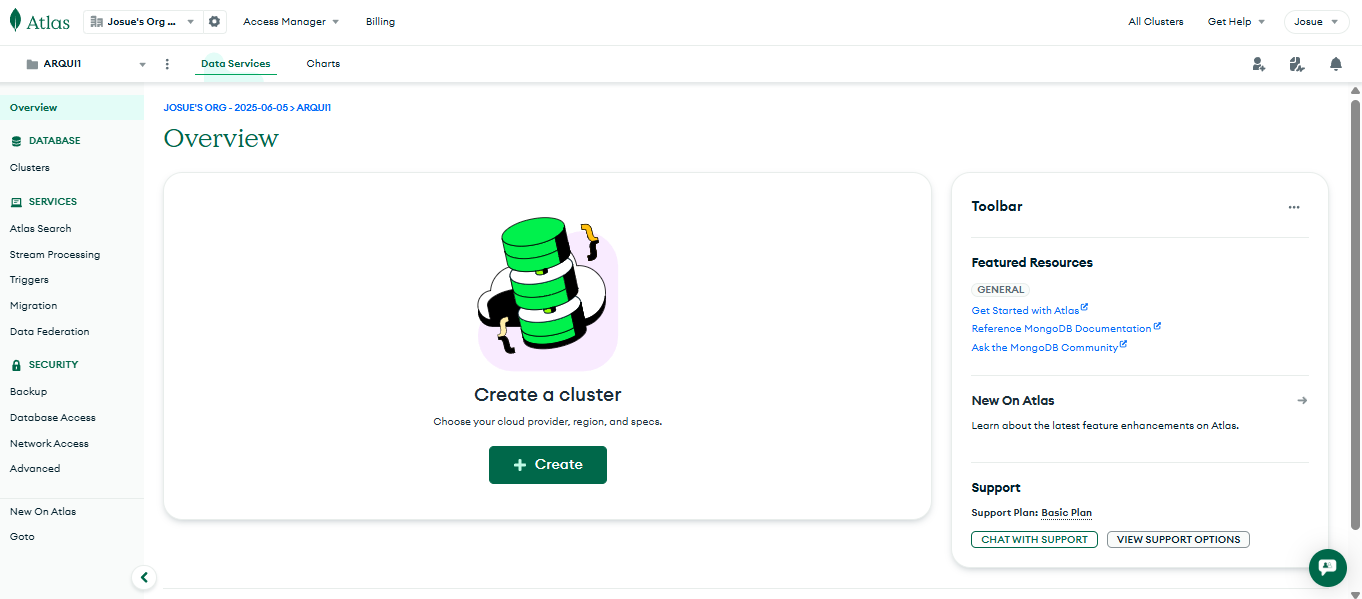 Atlas
Josue's Org ...
Access Manager
Billing
All Clusters
Get Help
Josue
ARQUI1
Data Services
Charts
Overview
DATABASE
Clusters
SERVICES
Atlas Search
Stream Processing
Triggers
Migration
Data Federation
SECURITY
Backup
Database Access
Network Access
Advanced
New On Atlas
Goto
JOSUE'S ORG - 2025-06-05 > ARQUI1
Overview
Create a cluster
Choose your cloud provider, region, and specs.
+ Create
Toolbar
Featured Resources
GENERAL
Get Started with Atlas
Reference MongoDB Documentation
Ask the MongoDB Community
New On Atlas
Learn about the latest feature enhancements on Atlas.
Support
Support Plan: Basic Plan
CHAT WITH SUPPORT
VIEW SUPPORT OPTIONS